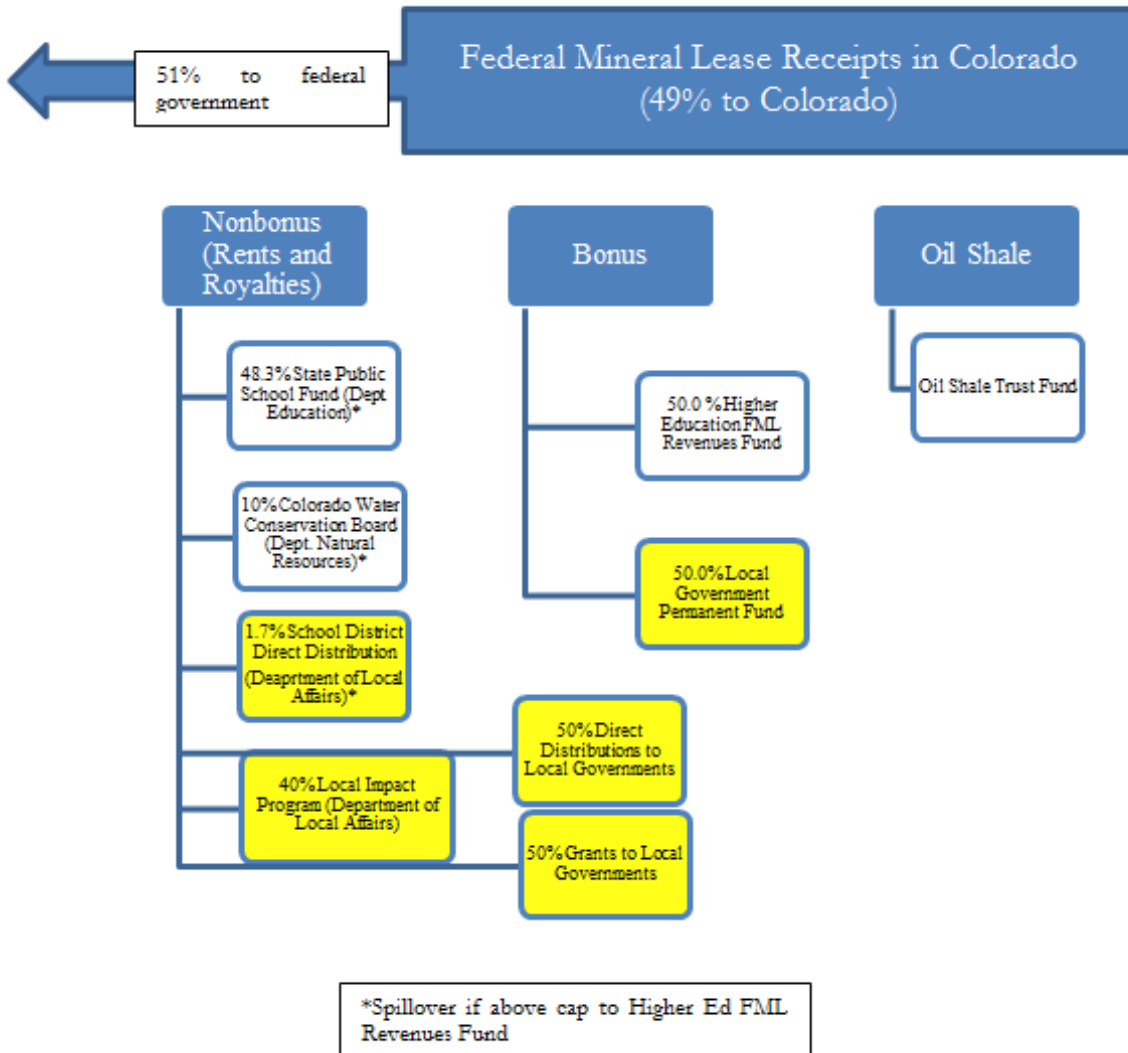 51% to federal
government
Federal Mineral Lease Receipts in Colorado
(49% to Colorado)
Nonbonus
(Rents and
Royalties)
48.3% State Public
School Fund (Dept
Education)*
10% Colorado Water
Conservation Board
(Dept. Natural
Resources)*
1.7% School District
Direct Distribution
(Deaprtment of Local
Affairs)*
40% Local Impact
Program (Department of
Local Affairs)
50% Direct
Distributions to
Local Governments
50% Grants to Local
Governments
Bonus
50.0 % Higher
Education FML
Revenues Fund
50.0% Local
Government
Permanent Fund
Oil Shale
Oil Shale Trust Fund
*Spillover if above cap to Higher Ed FML
Revenues Fund